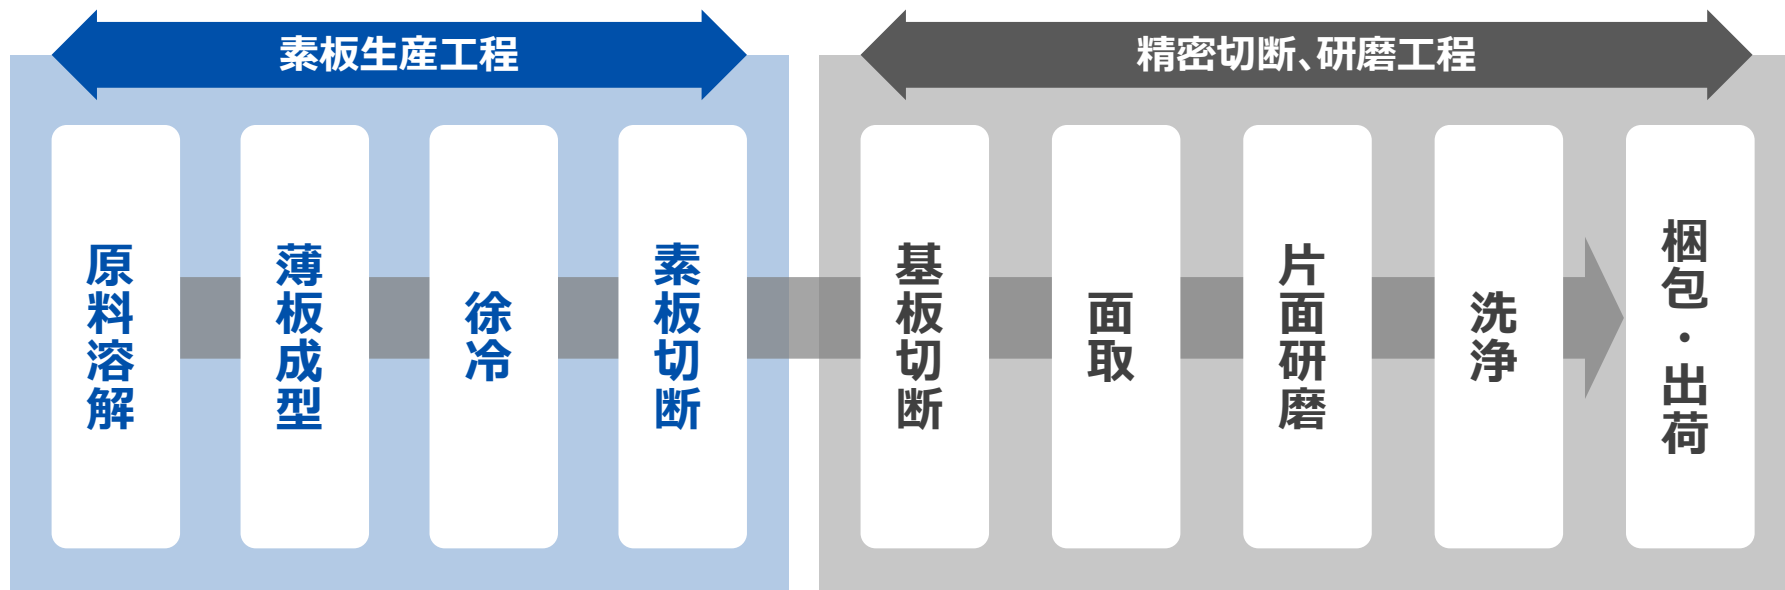 素板生産工程
原料溶解
薄板成型
徐冷
素板切断
精密切断、研磨工程
基板切断
面取
片面研磨
洗浄
梱包・出荷